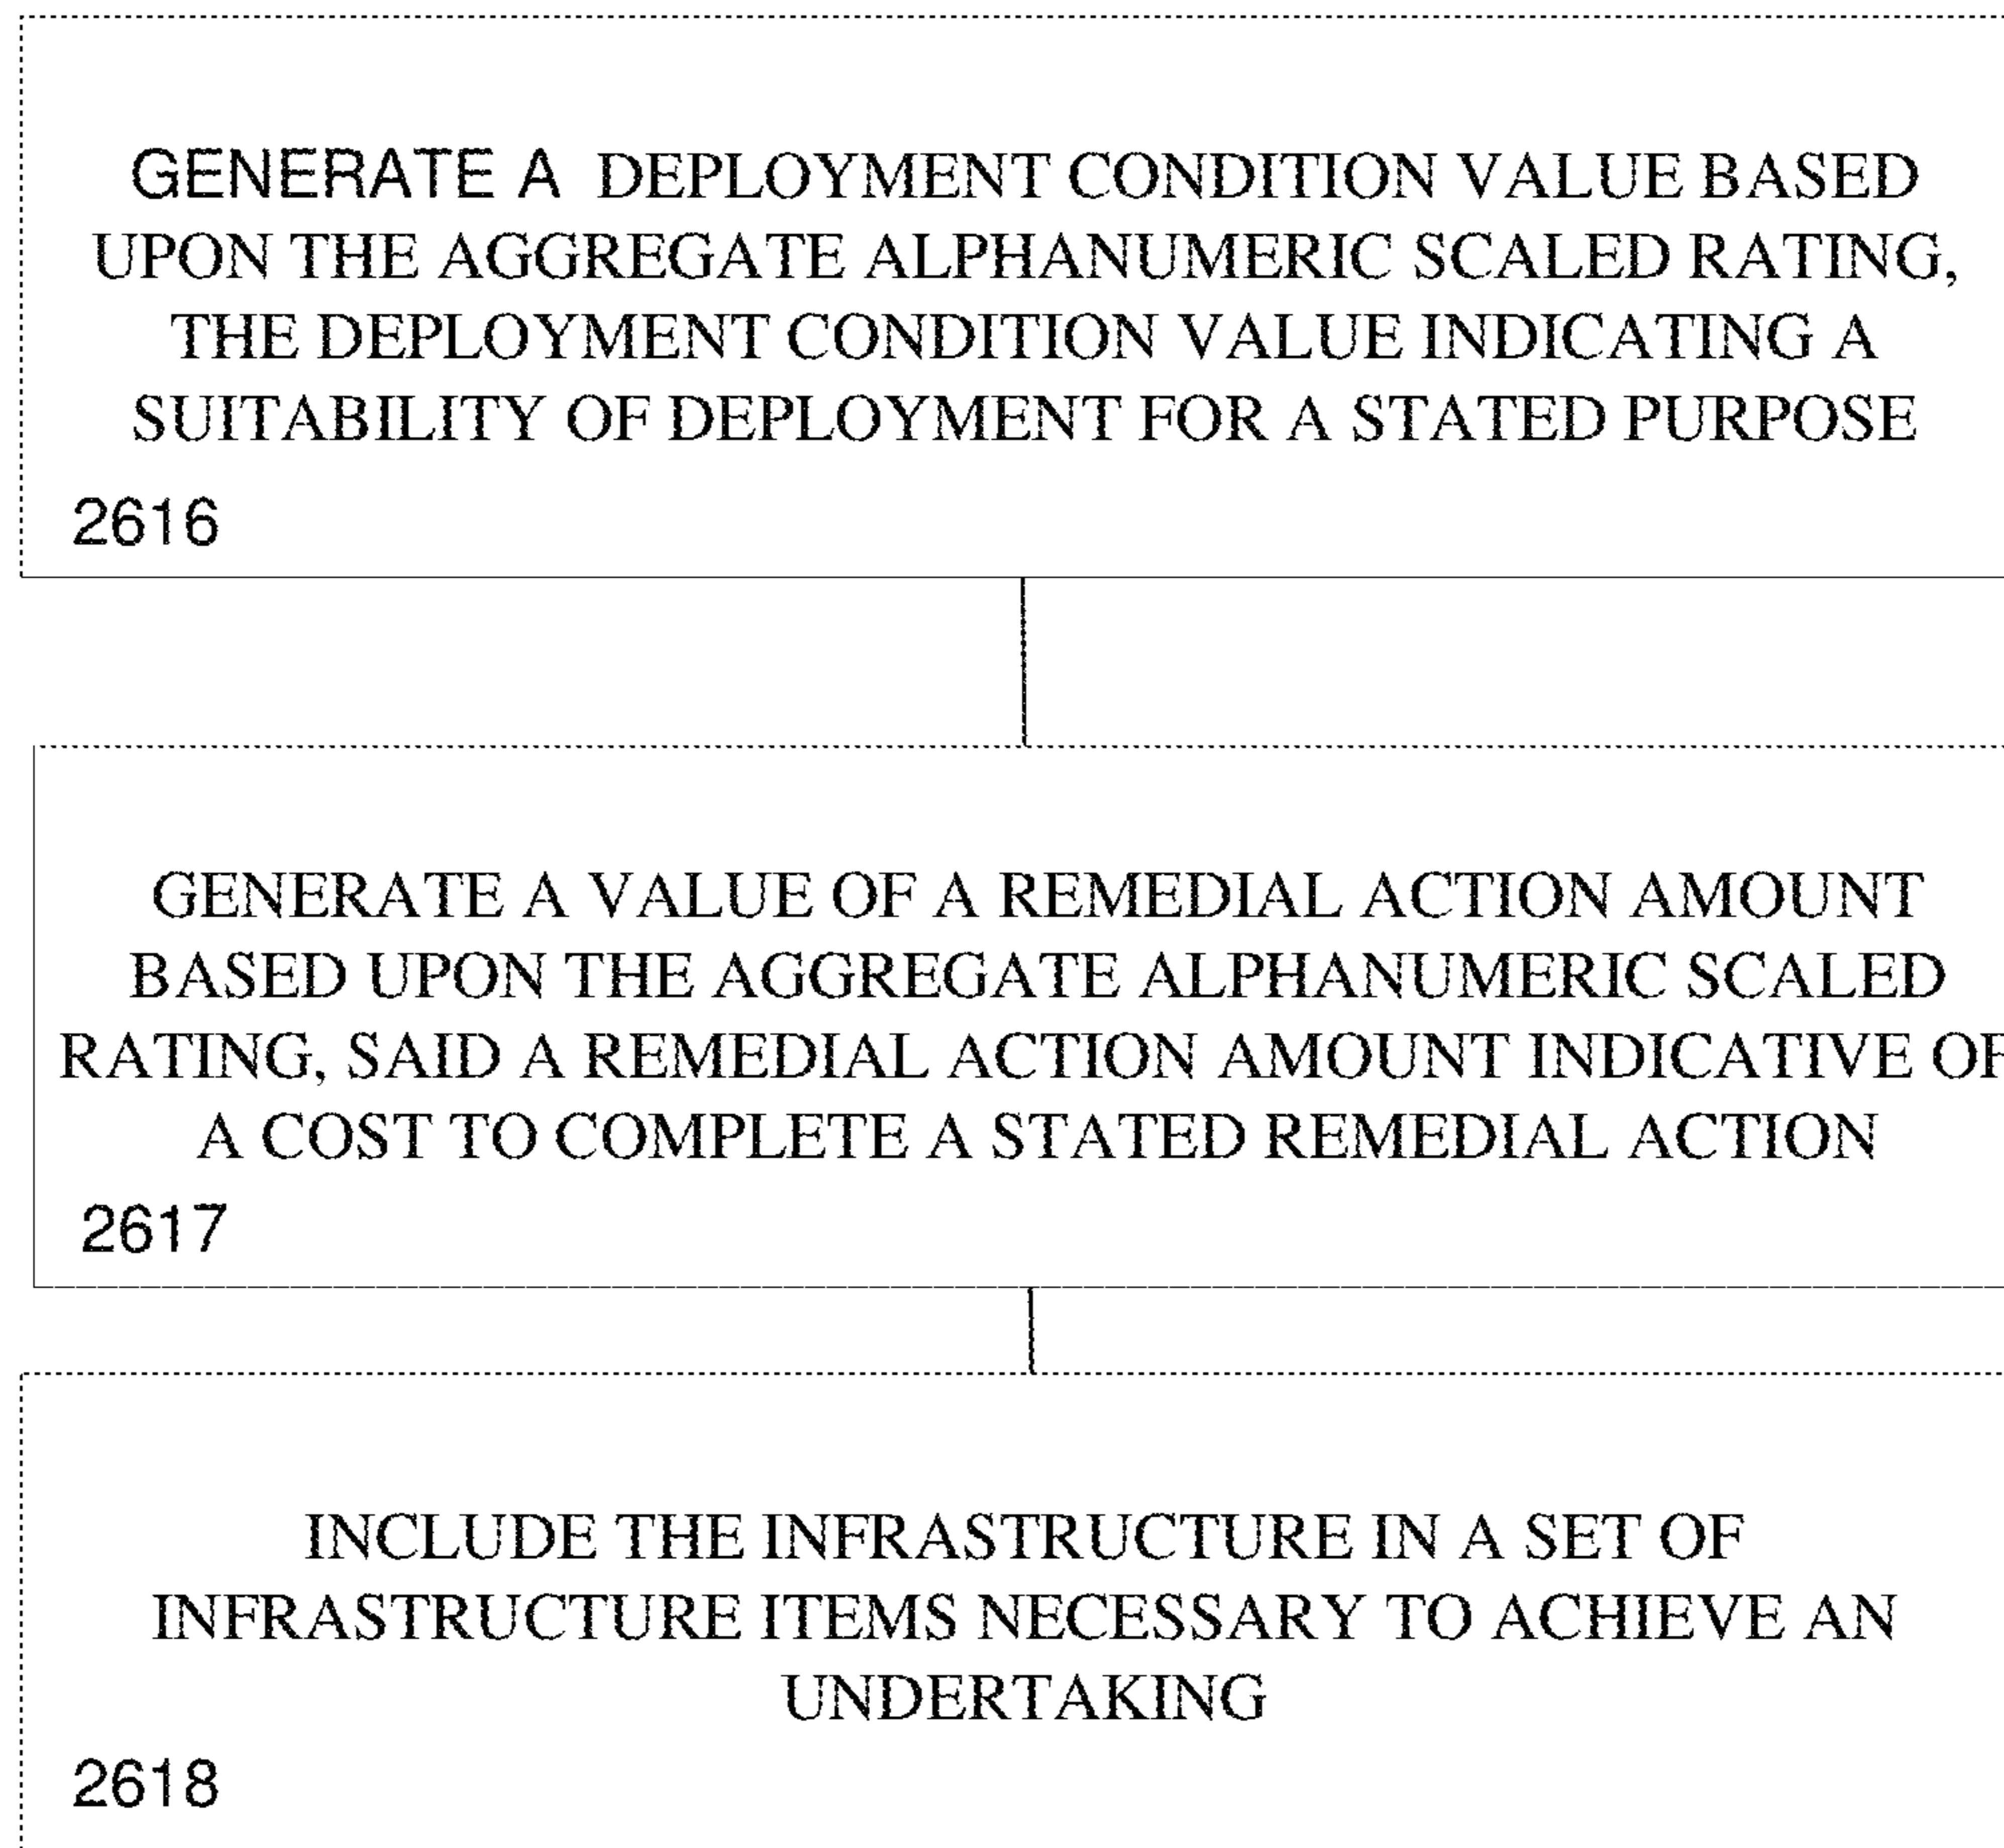 GENERATE A DEPLOYMENT CONDITION VALUE BASED
UPON THE AGGREGATE ALPHANUMERIC SCALED RATING,
THE DEPLOYMENT CONDITION VALUE INDICATING A
SUITABILITY OF DEPLOYMENT FOR A STATED PURPOSE
2616
GENERATE A VALUE OF A REMEDIAL ACTION AMOUNT
BASED UPON THE AGGREGATE ALPHANUMERIC SCALED
RATING, SAID A REMEDIAL ACTION AMOUNT INDICATIVE OF
A COST TO COMPLETE A STATED REMEDIAL ACTION
2617
INCLUDE THE INFRASTRUCTURE IN A SET OF
INFRASTRUCTURE ITEMS NECESSARY TO ACHIEVE AN
UNDERTAKING
2618